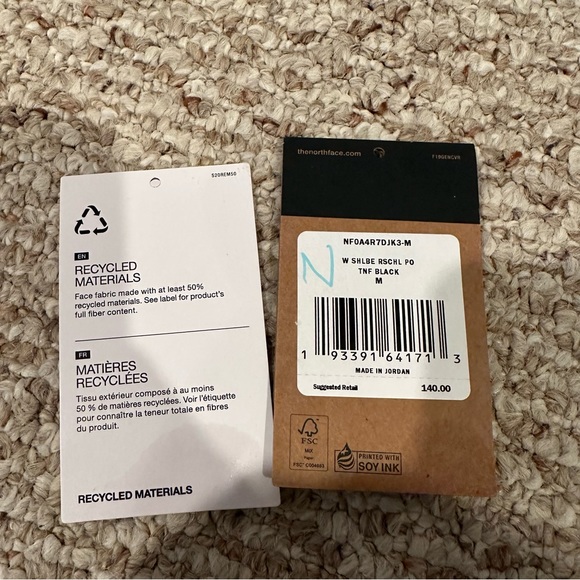 S20REM50
EN
RECYCLED
MATERIALS
Face fabric made with at least 50%
recycled materials. See label for product's
full fiber content.
FR
MATIÈRES
RECYCLÉES
Tissu extérieur composé à au moins
50 % de matières recyclées. Voir l'étiquette
pour connaître la teneur totale en fibres
du produit.
RECYCLED MATERIALS
thenorthface.com
F19GENCVR
NF0A4R7DJK3-M
N
W SHLBE RSCHL PO
TNF BLACK
M
1 93391 64171 3
MADE IN JORDAN
Suggested Retail 140.00
FSC
MIX
Paper
PRINTED WITH
SOY INK